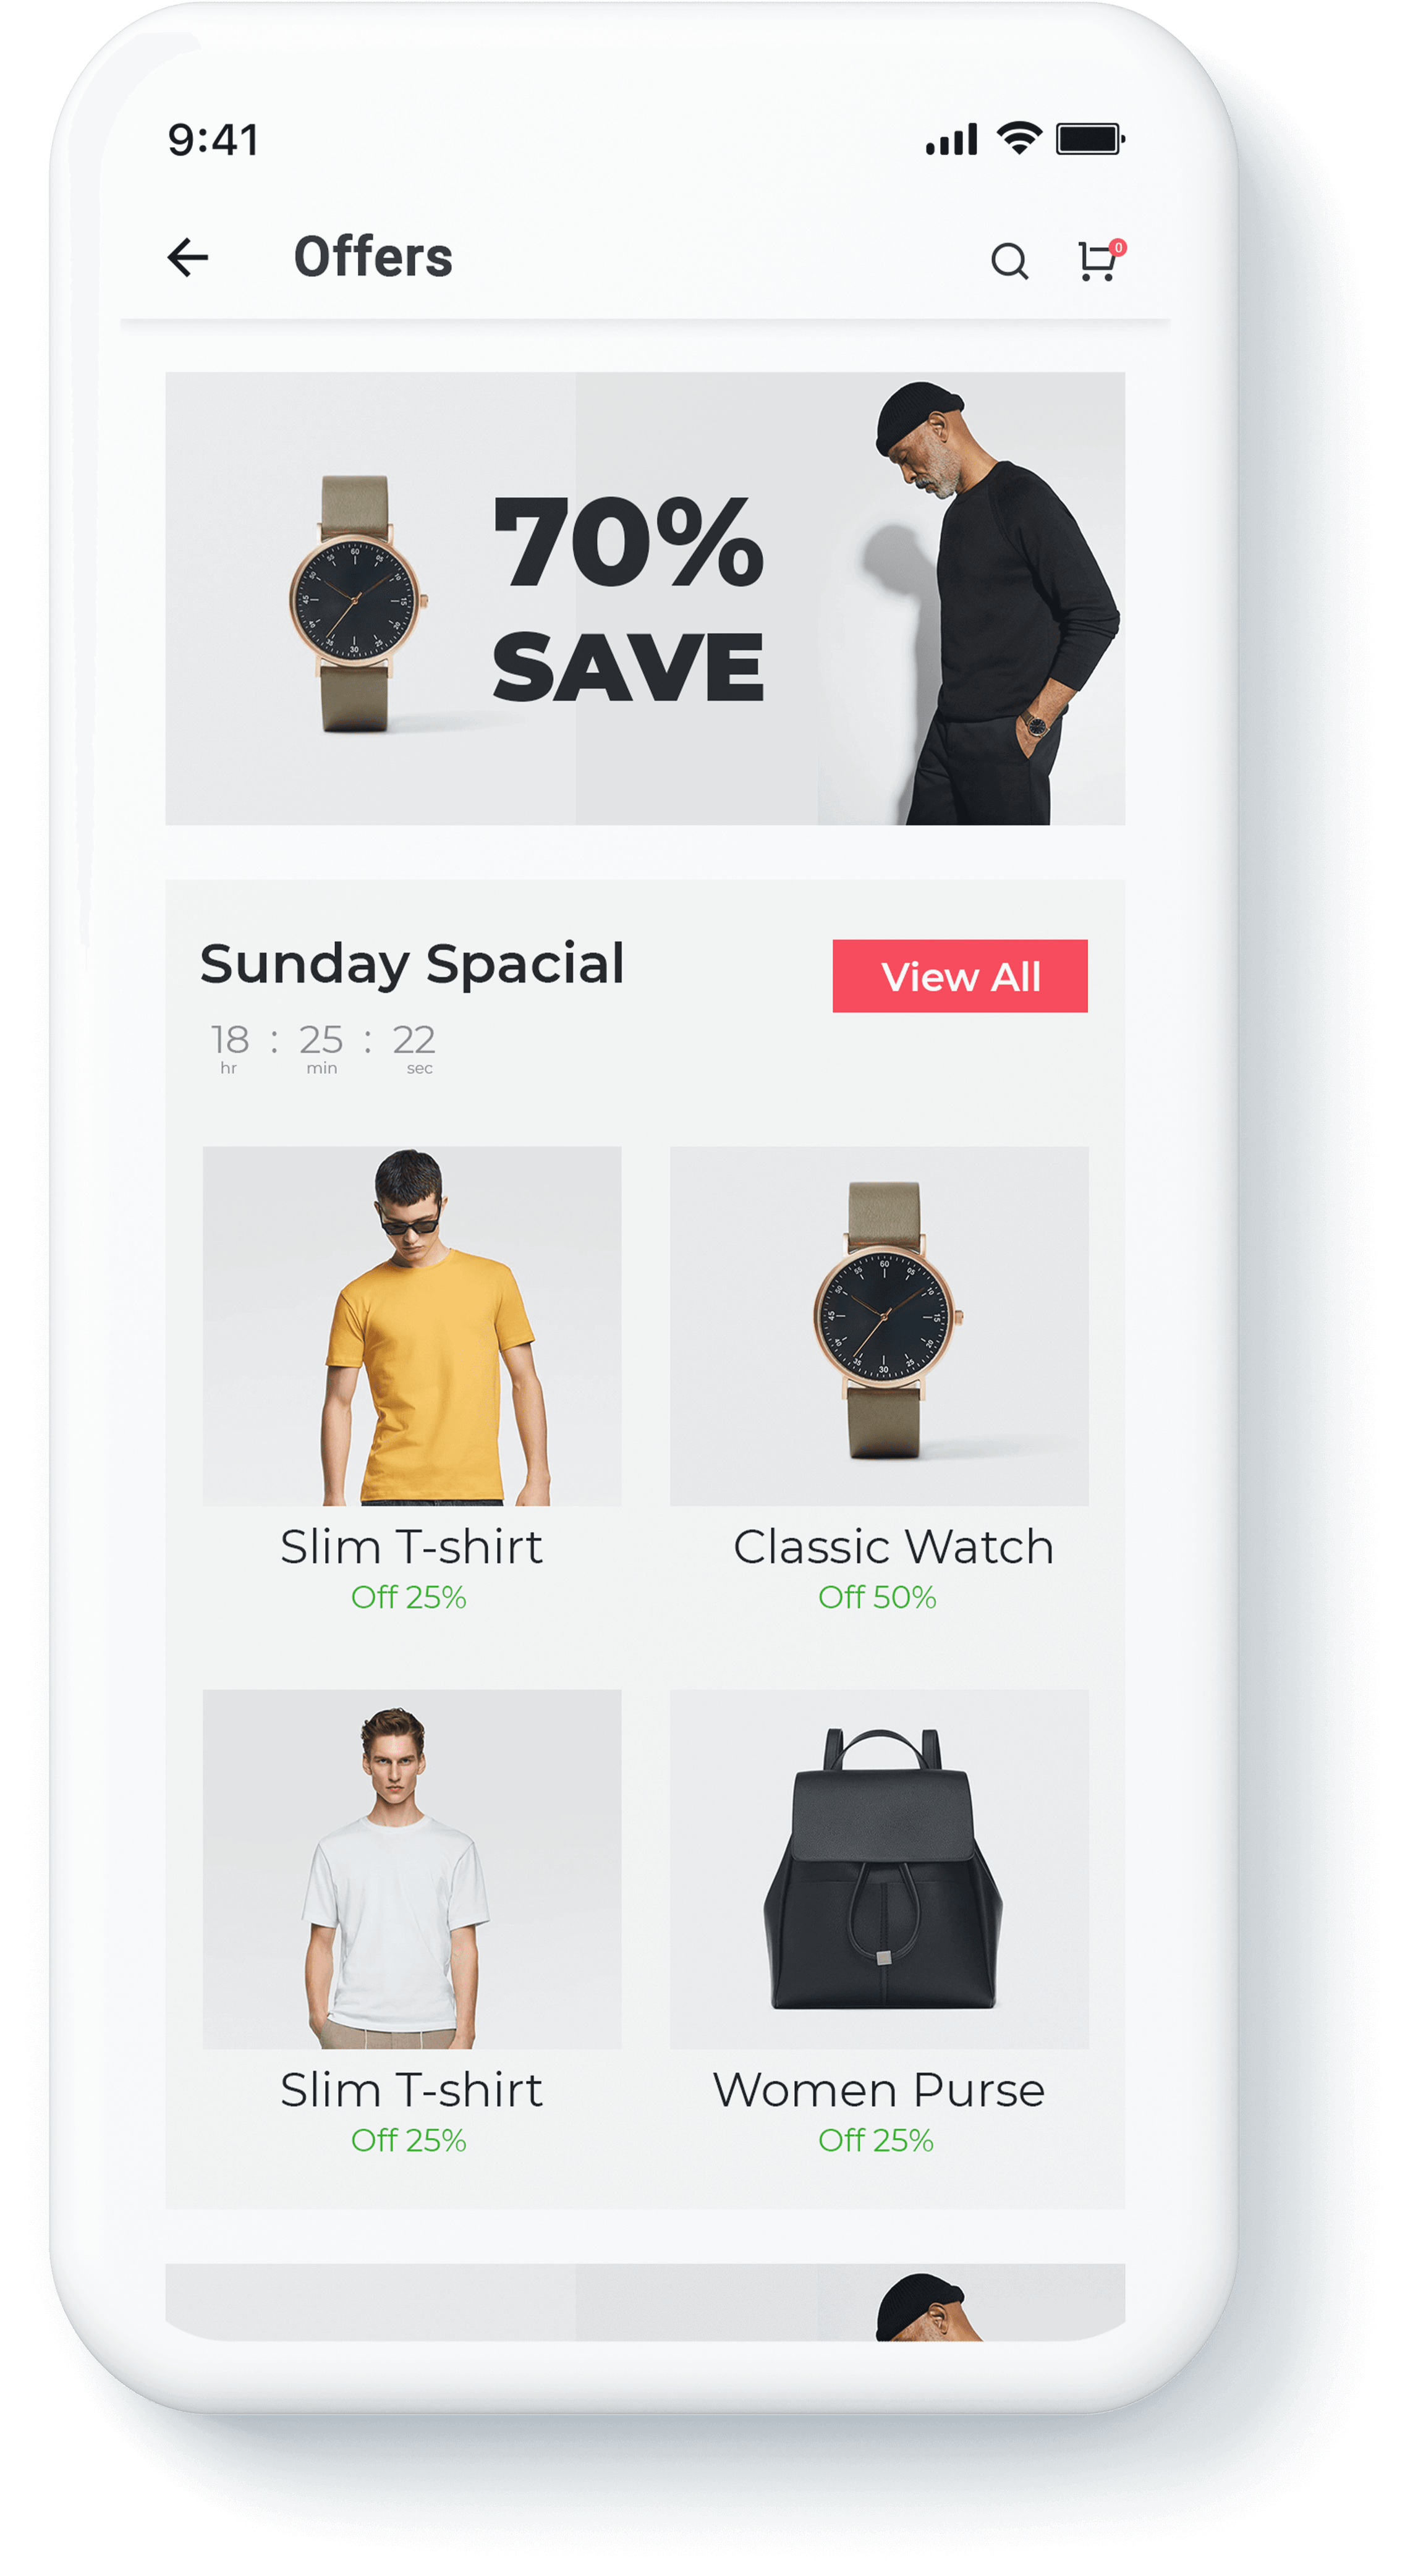 9:41
Offers
0
70%
SAVE
Sunday Spacial
View All
18 : 25 : 22
hr min sec
Slim T-shirt
Off 25%
Classic Watch
Off 50%
Slim T-shirt
Off 25%
Women Purse
Off 25%